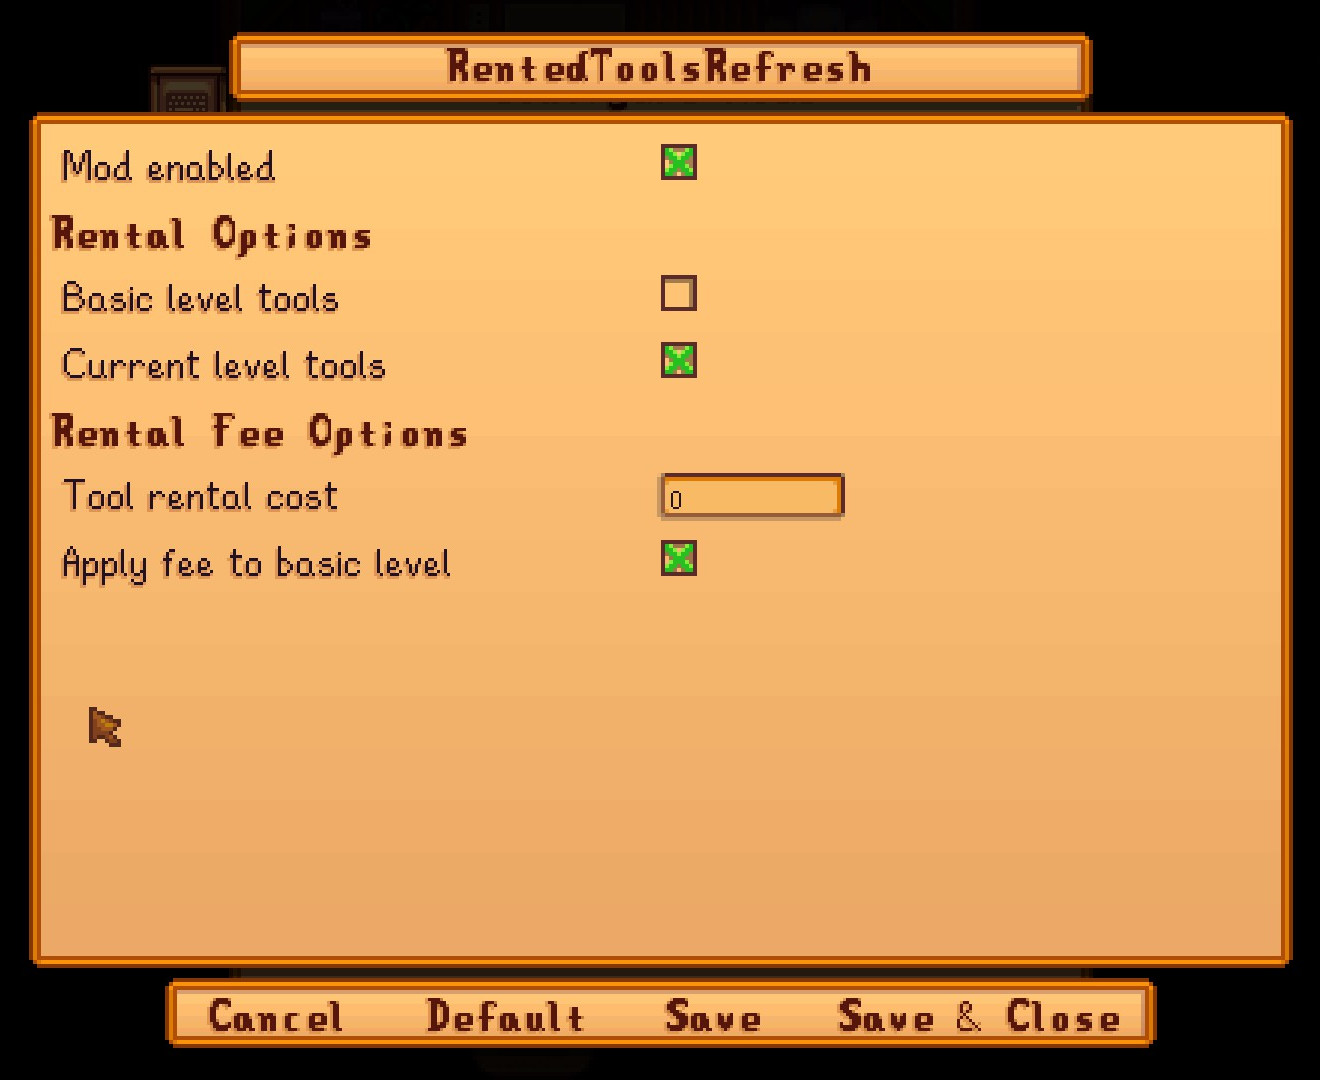 RentedToolsRefresh
Mod enabled
Rental Options
Basic level tools
Current level tools
Rental Fee Options
Tool rental cost 0
Apply fee to basic level
Cancel Default Save Save & Close